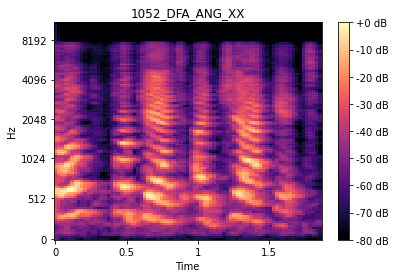 1052_DFA_ANG_XX
+0 dB
8192
-10 dB
4096
-20 dB
-30 dB
2048
Hz
-40 dB
1024
-50 dB
512
-60 dB
-70 dB
0
-80 dB
0 0.5 1 1.5
Time